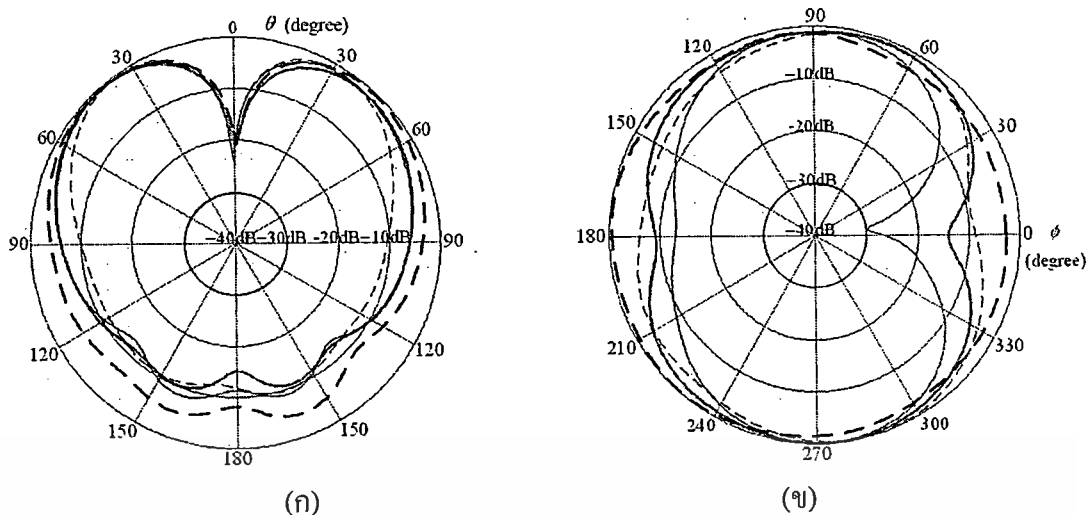 0 θ (degree)
30 30
60 60
90 −40dB −30dB -20dB −10dB 90
120 120
150 150
180
(ก)
90
120 60
−10dB
150 30
-20dB
−30dB
180 −40dB 0 ϕ
(degree)
210 330
240 300
270
(ข)